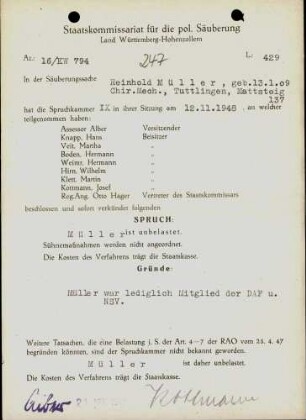 Staatskommissariat für die pol. Säuberung
Land Württemberg-Hohenzollern
Az.: 16/ 794
247
L 429
In der Säuberungssache Reinhold Müller, geb.13.1.09
Chir.Mech., Tuttlingen, Mattsteig
137
hat die Spruchkammer IX in ihrer Sitzung am 12.11.1948, an welcher
teilgenommen haben:
Assessor Alber Vorsitzender
Knapp, Hans Beisitzer
Veit, Martha "
Boden, Hermann "
Weimr, Hermann "
Hirn, Wilhelm "
Klett, Martin "
Kottmann, Josef "
Reg.Ang. Otto Hager Vertreter des Staatskommissars
beschlossen und sofort verkündet folgenden
SPRUCH:
Müller ist unbelastet.
Sühnemaßnahmen werden nicht angeordnet.
Die Kosten des Verfahrens trägt die Staatskasse.
Gründe:
Müller war lediglich Mitglied der DAF u.
NSV.
Weitere Tatsachen, die eine Belastung i. S. der Art. 4-7 der RAO vom 24. 4. 47
begründen könnten, sind der Spruchkammer nicht bekannt geworden.
Müller ist daher unbelastet.
Die Kosten des Verfahrens trägt die Staatskasse.
Kottmann